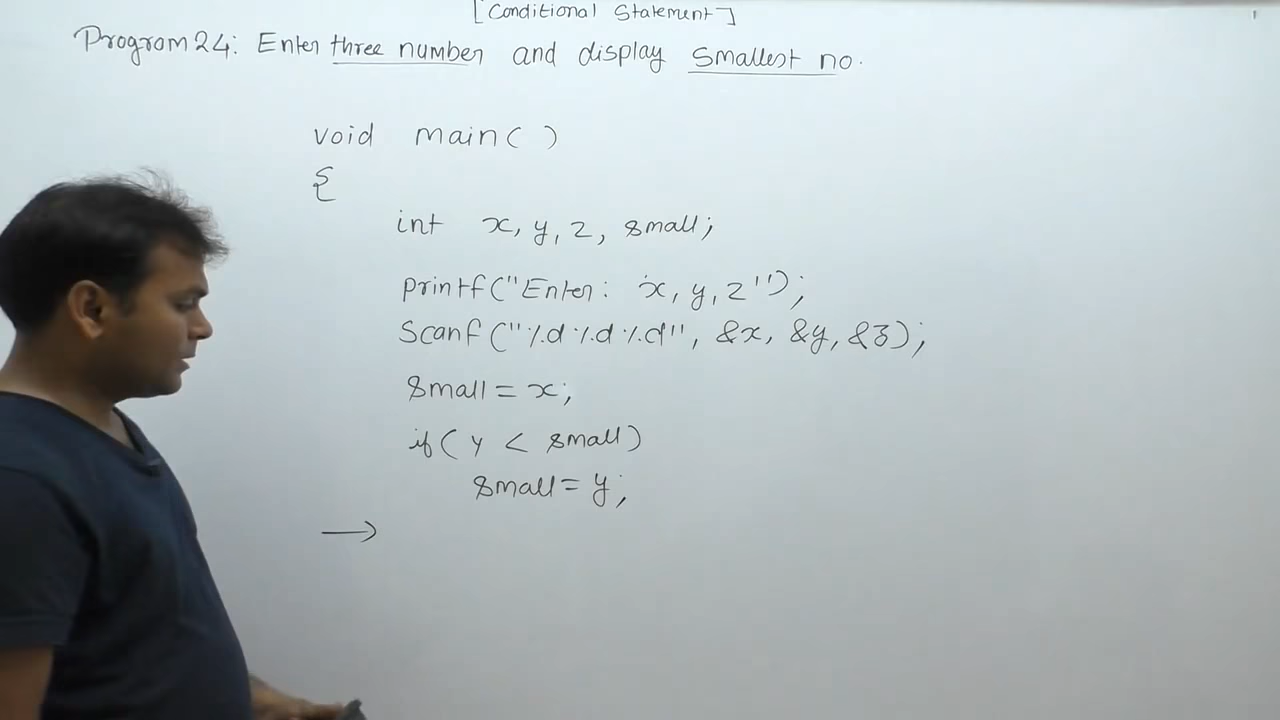 [Conditional Statement]
Program 24: Enter three number and display smallest no.
void main( )
{
int x, y, z, small;
printf("Enter: x, y, z");
Scanf("%d %d %d", &x, &y, &z);
small = x;
if( y < small)
small = y;
→